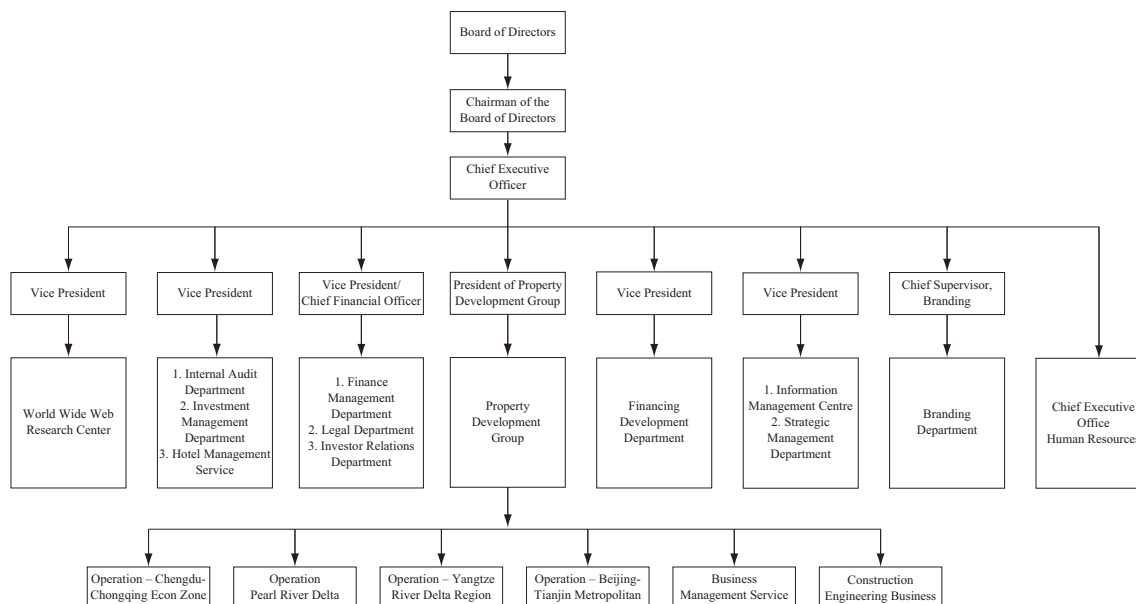 Board of Directors
Chairman of the
Board of Directors
Chief Executive
Officer
Vice President
Vice President
Vice President/
Chief Financial Officer
President of Property
Development Group
Vice President
Vice President
Chief Supervisor,
Branding
World Wide Web
Research Center
1. Internal Audit
Department
2. Investment
Management
Department
3. Hotel Management
Service
1. Finance
Management
Department
2. Legal Department
3. Investor Relations
Department
Property
Development
Group
Financing
Development
Department
1. Information
Management Centre
2. Strategic
Management
Department
Branding
Department
Chief Executive
Office
Human Resources
Operation – Chengdu-
Chongqing Econ Zone
Operation
Pearl River Delta
Operation – Yangtze
River Delta Region
Operation – Beijing-
Tianjin Metropolitan
Business
Management Service
Construction
Engineering Business